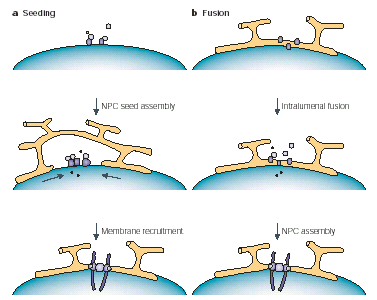 a Seeding
b Fusion
NPC seed assembly
Intralumenal fusion
Membrane recruitment
NPC assembly